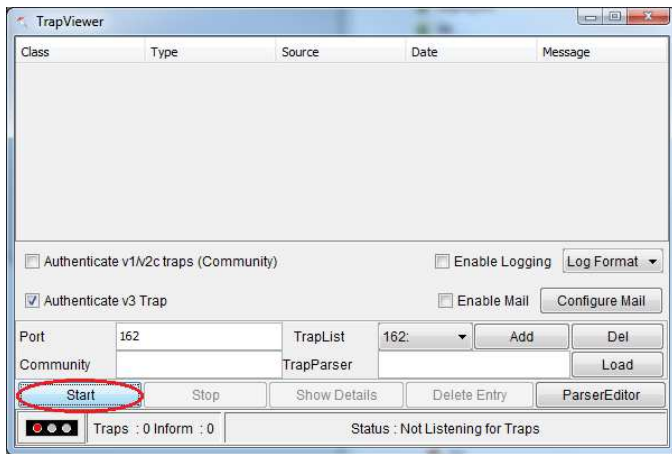 TrapViewer
Class Type Source Date Message
Authenticate v1/v2c traps (Community) Enable Logging Log Format
Authenticate v3 Trap Enable Mail Configure Mail
Port 162 TrapList 162: Add Del
Community TrapParser Load
Start Stop Show Details Delete Entry ParserEditor
Traps : 0 Inform : 0 Status : Not Listening for Traps